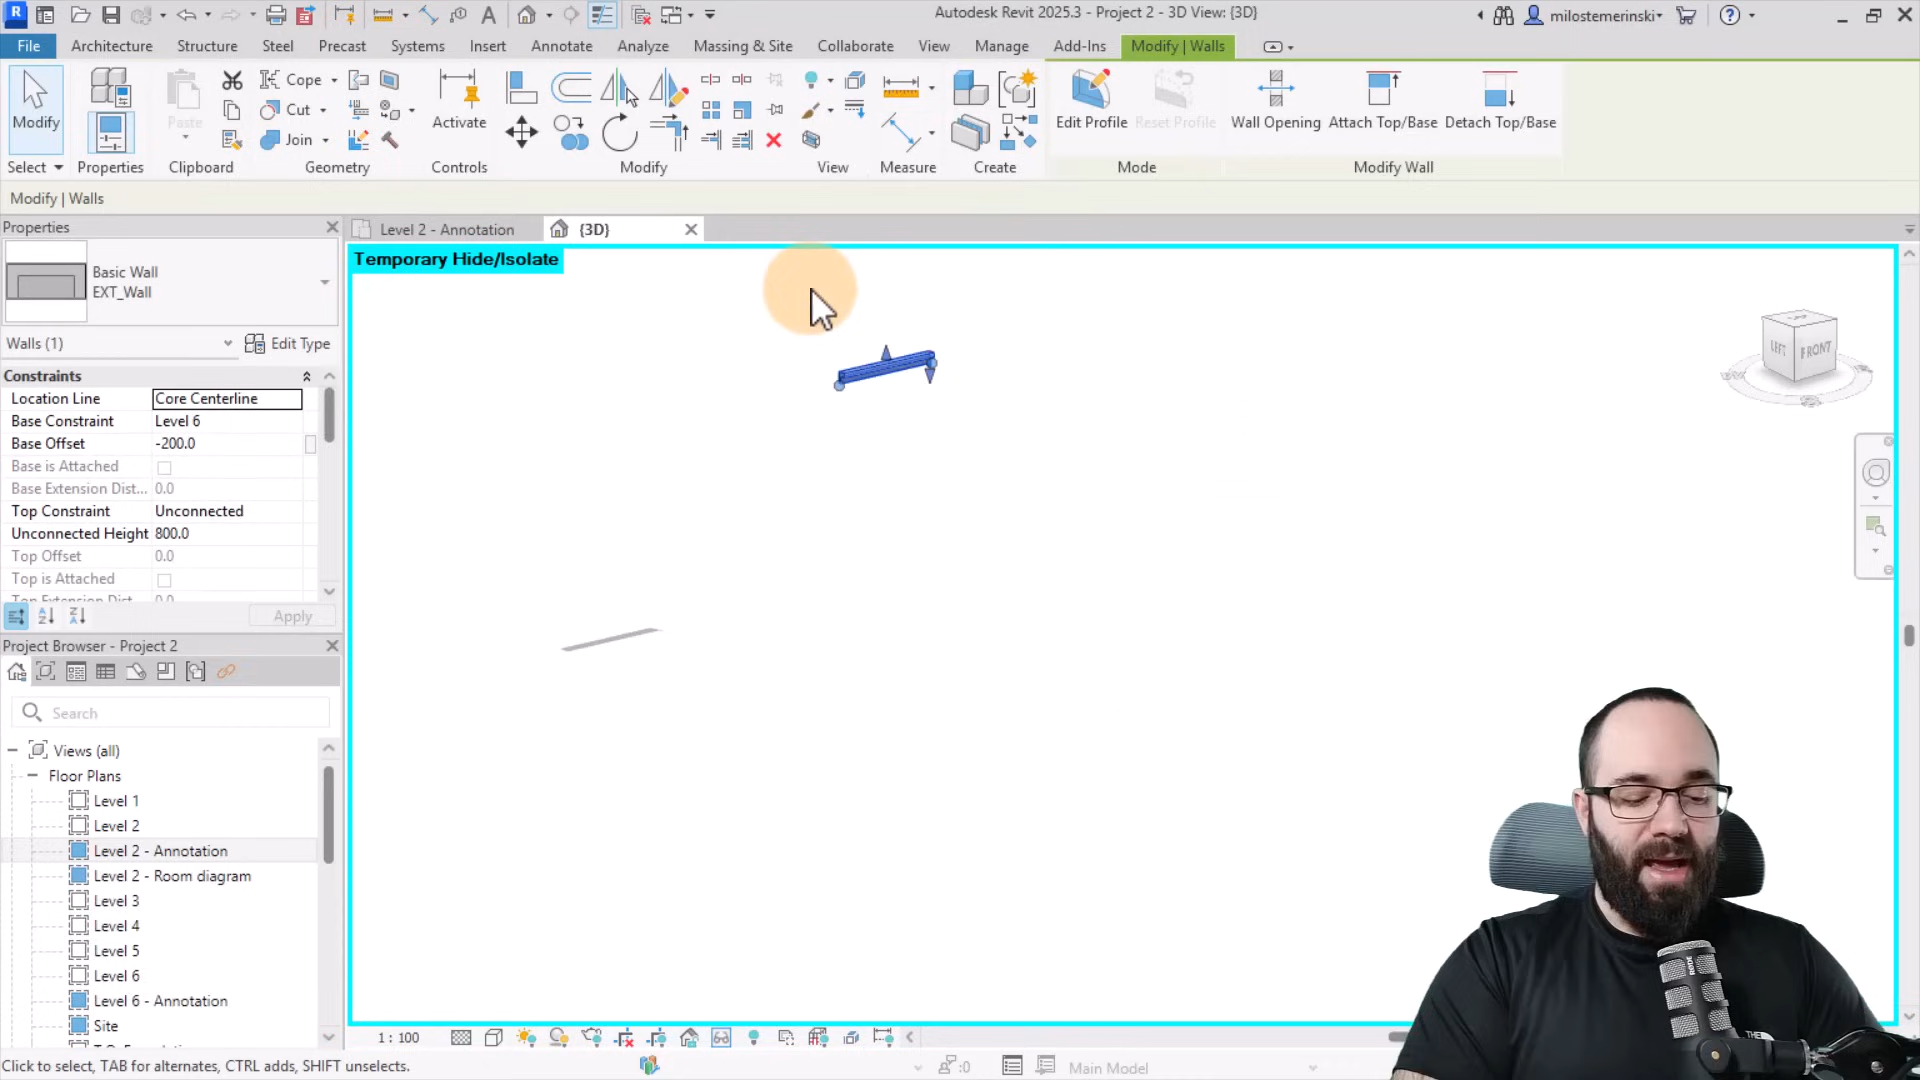 Autodesk Revit 2025.3 - Project 2 - 3D View: {3D}
milostemerinski
File
Architecture
Structure
Steel
Precast
Systems
Insert
Annotate
Analyze
Massing & Site
Collaborate
View
Manage
Add-Ins
Modify | Walls
Modify
Paste
Cope
Cut
Join
Activate
Edit Profile
Reset Profile
Wall Opening
Attach Top/Base
Detach Top/Base
Select
Properties
Clipboard
Geometry
Controls
Modify
View
Measure
Create
Mode
Modify Wall
Modify | Walls
Properties
Level 2 - Annotation
{3D}
Temporary Hide/Isolate
Basic Wall
EXT_Wall
Walls (1)
Edit Type
Constraints
Location Line Core Centerline
Base Constraint Level 6
Base Offset -200.0
Base is Attached
Base Extension Dist... 0.0
Top Constraint Unconnected
Unconnected Height 800.0
Top Offset 0.0
Top is Attached
Apply
Project Browser - Project 2
Search
Views (all)
Floor Plans
Level 1
Level 2
Level 2 - Annotation
Level 2 - Room diagram
Level 3
Level 4
Level 5
Level 6
Level 6 - Annotation
Site
LEFT
FRONT
1 : 100
Click to select, TAB for alternates, CTRL adds, SHIFT unselects.
:0
Main Model
RØDE